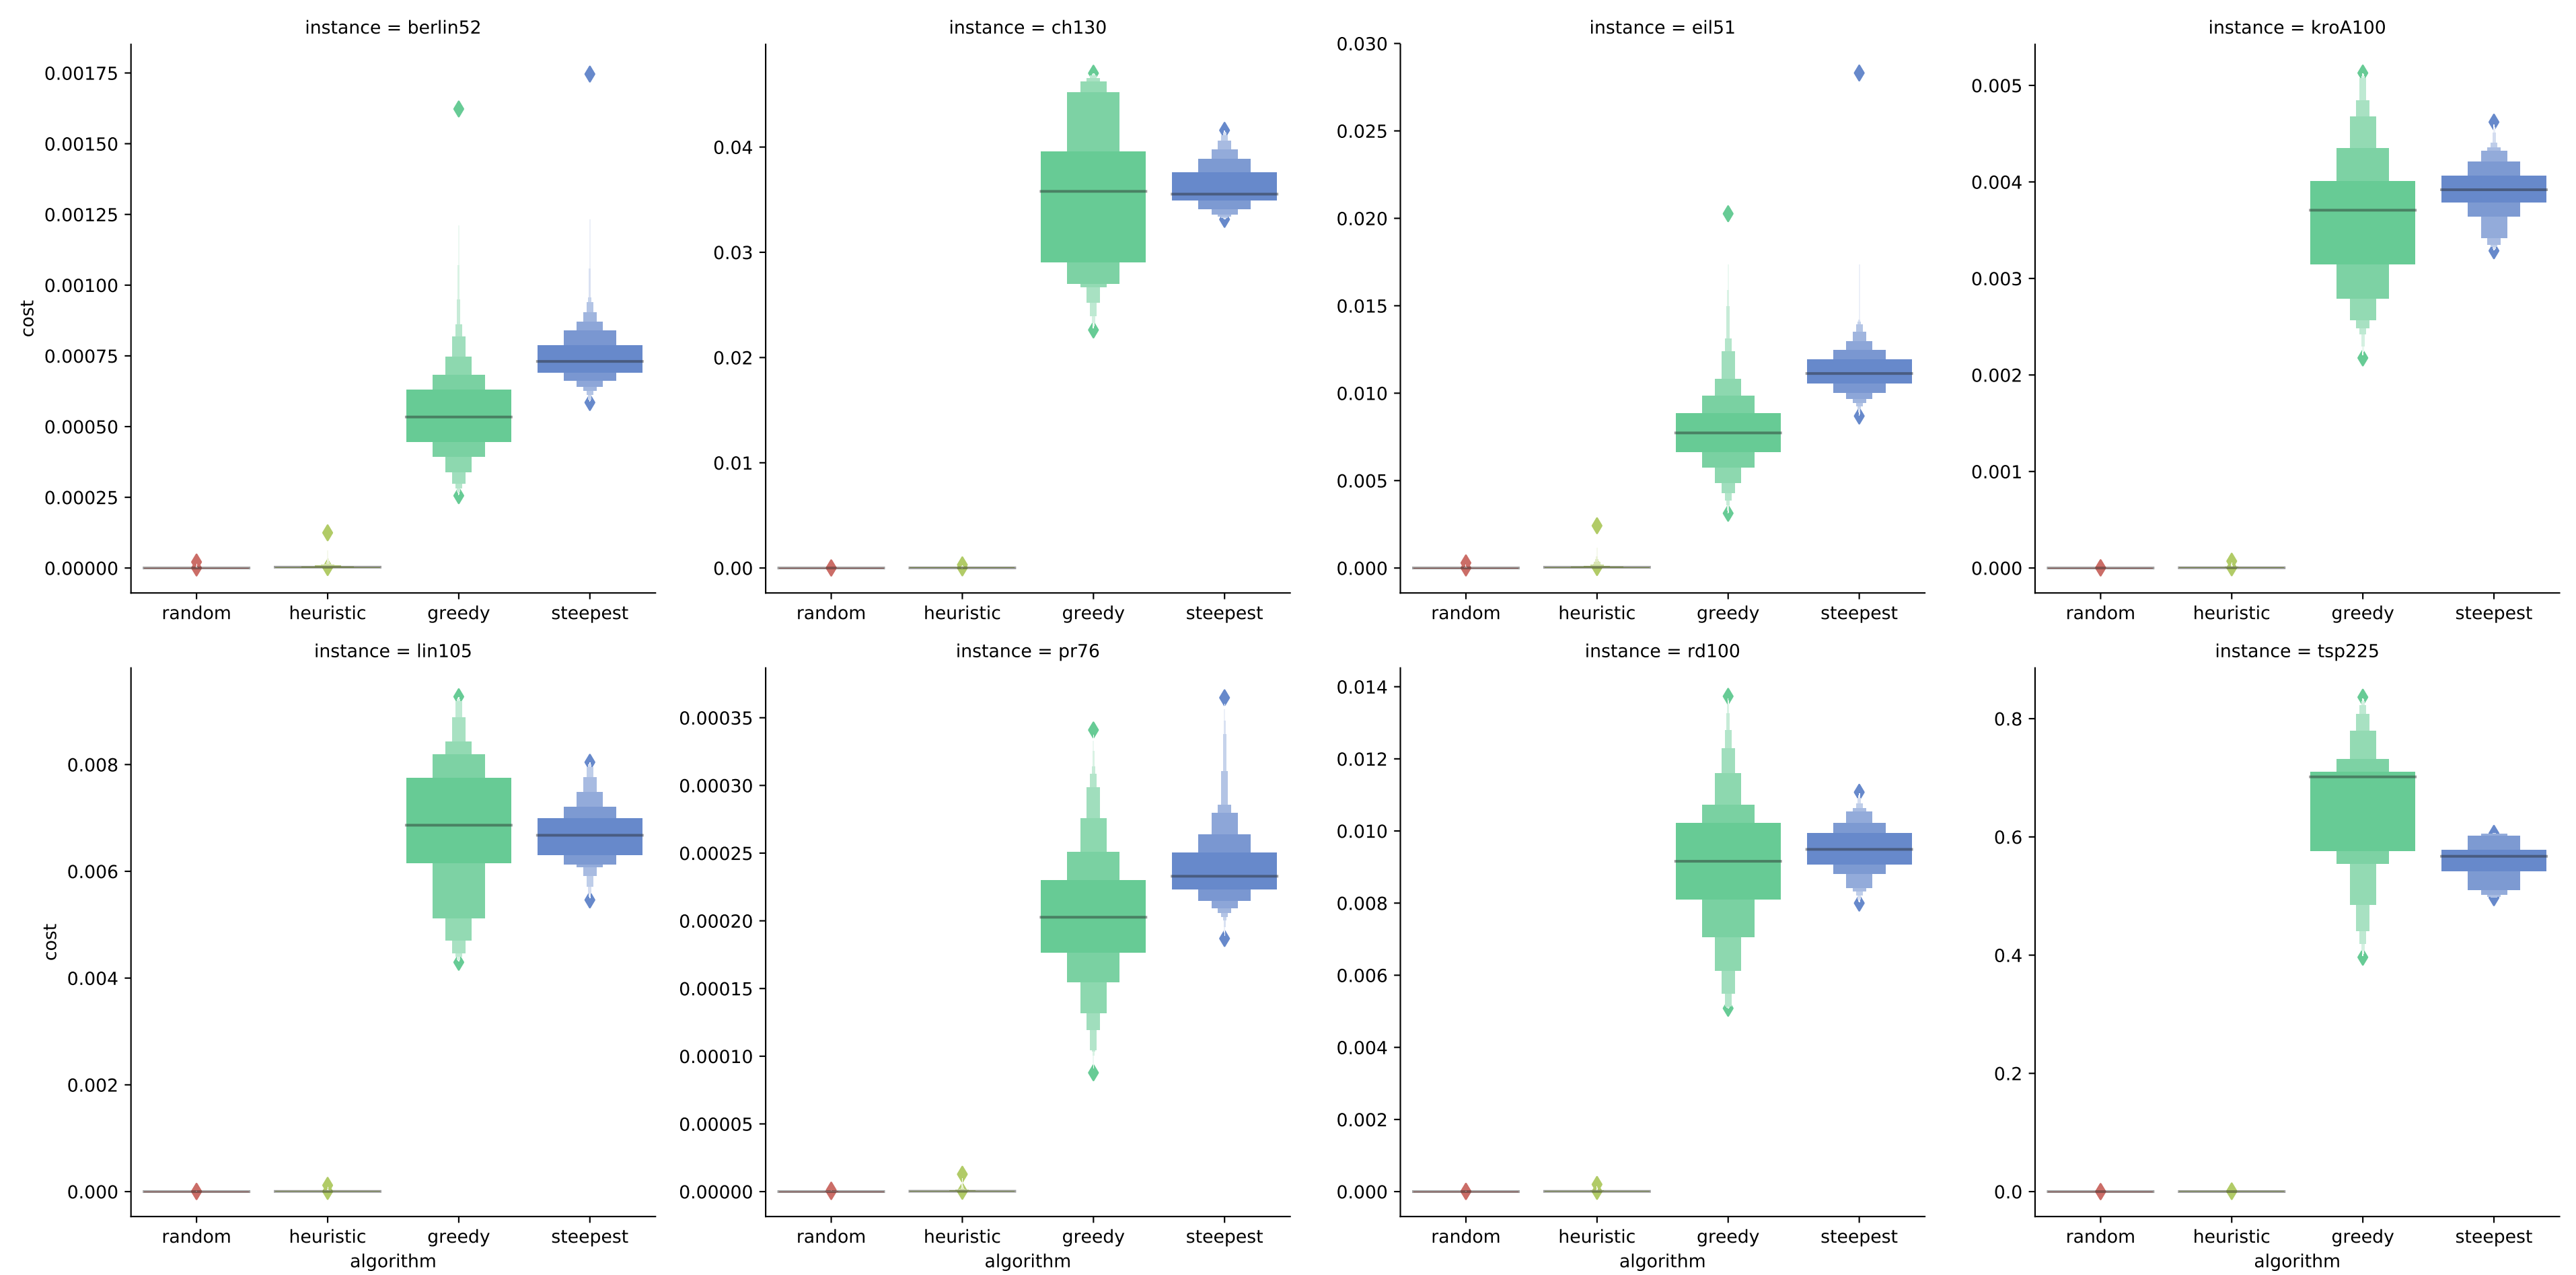 instance = berlin52
0.00175
0.00150
0.00125
0.00100
0.00075
0.00050
0.00025
0.00000
cost
random heuristic greedy steepest
instance = ch130
0.04
0.03
0.02
0.01
0.00
random heuristic greedy steepest
instance = eil51
0.030
0.025
0.020
0.015
0.010
0.005
0.000
random heuristic greedy steepest
instance = kroA100
0.005
0.004
0.003
0.002
0.001
0.000
random heuristic greedy steepest
instance = lin105
0.008
0.006
0.004
0.002
0.000
cost
random heuristic greedy steepest
algorithm
instance = pr76
0.00035
0.00030
0.00025
0.00020
0.00015
0.00010
0.00005
0.00000
random heuristic greedy steepest
algorithm
instance = rd100
0.014
0.012
0.010
0.008
0.006
0.004
0.002
0.000
random heuristic greedy steepest
algorithm
instance = tsp225
0.8
0.6
0.4
0.2
0.0
random heuristic greedy steepest
algorithm